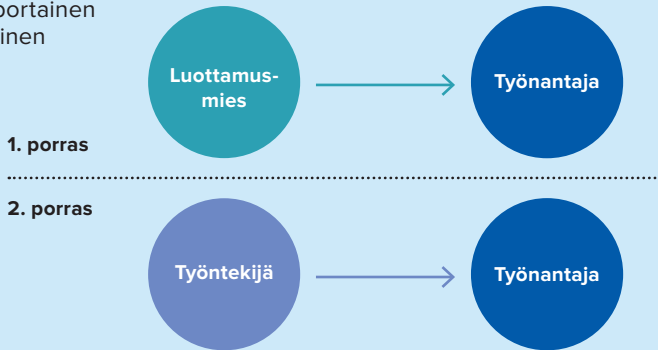 Luottamus-
mies
Työnantaja
1. porras
2. porras
Työntekijä
Työnantaja